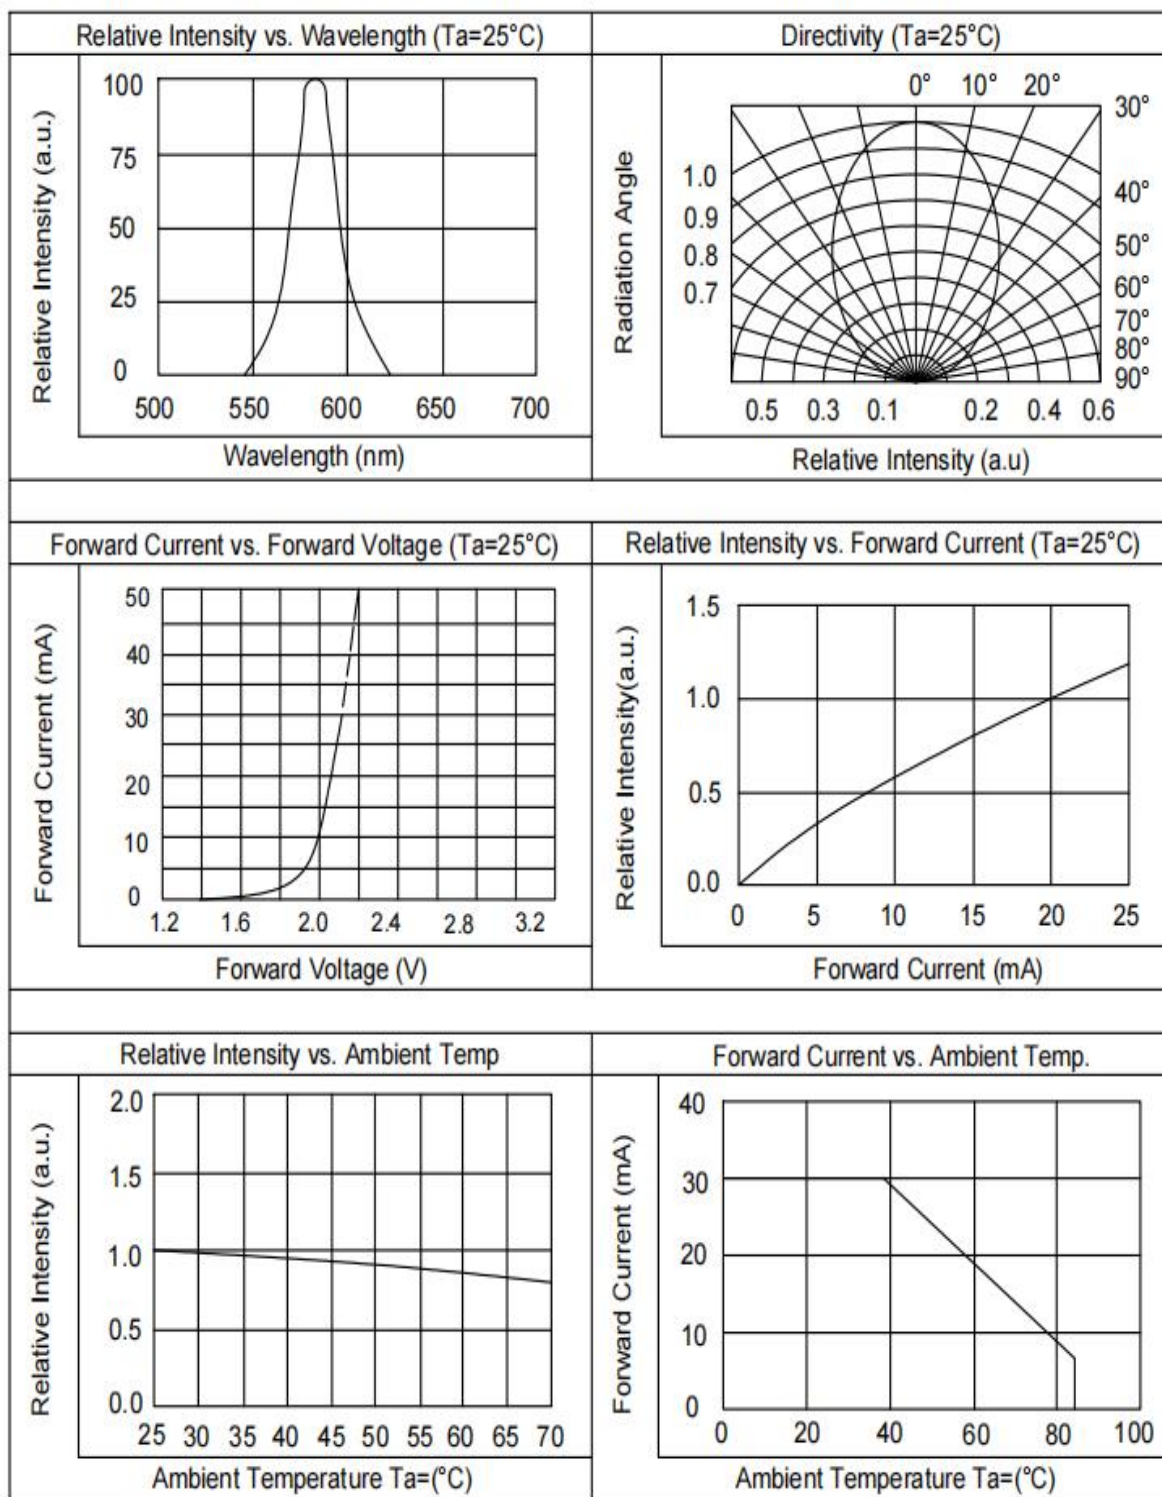 Relative Intensity vs. Wavelength (Ta=25°C)
Relative Intensity (a.u.)
100
75
50
25
0
500 550 600 650 700
Wavelength (nm)
Directivity (Ta=25°C)
Radiation Angle
0° 10° 20°
30°
40°
50°
60°
70°
80°
90°
1.0
0.9
0.8
0.7
0.5 0.3 0.1 0.2 0.4 0.6
Relative Intensity (a.u)
Forward Current vs. Forward Voltage (Ta=25°C)
Forward Current (mA)
50
40
30
20
10
0
1.2 1.6 2.0 2.4 2.8 3.2
Forward Voltage (V)
Relative Intensity vs. Forward Current (Ta=25°C)
Relative Intensity(a.u.)
1.5
1.0
0.5
0.0
0 5 10 15 20 25
Forward Current (mA)
Relative Intensity vs. Ambient Temp
Relative Intensity (a.u.)
2.0
1.5
1.0
0.5
0.0
25 30 35 40 45 50 55 60 65 70
Ambient Temperature Ta=(°C)
Forward Current vs. Ambient Temp.
Forward Current (mA)
40
30
20
10
0
0 20 40 60 80 100
Ambient Temperature Ta=(°C)